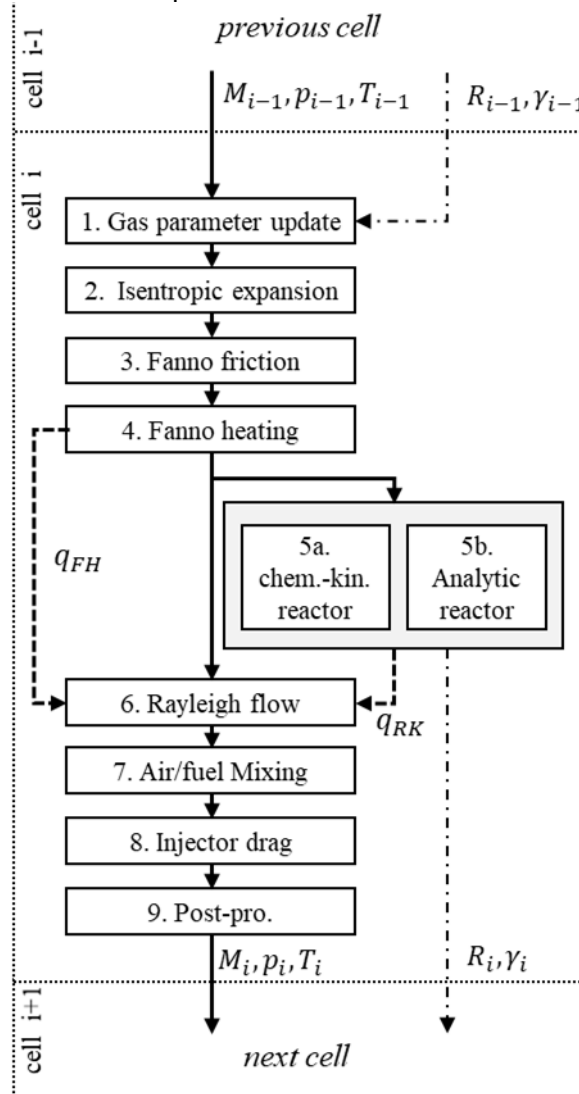 cell i-1
previous cell
M_{i-1}, p_{i-1}, T_{i-1}
R_{i-1}, γ_{i-1}
cell i
1. Gas parameter update
2. Isentropic expansion
3. Fanno friction
4. Fanno heating
q_{FH}
5a.
chem.-kin.
reactor
5b.
Analytic
reactor
6. Rayleigh flow
q_{RK}
7. Air/fuel Mixing
8. Injector drag
9. Post-pro.
M_i, p_i, T_i
R_i, γ_i
cell i+1
next cell